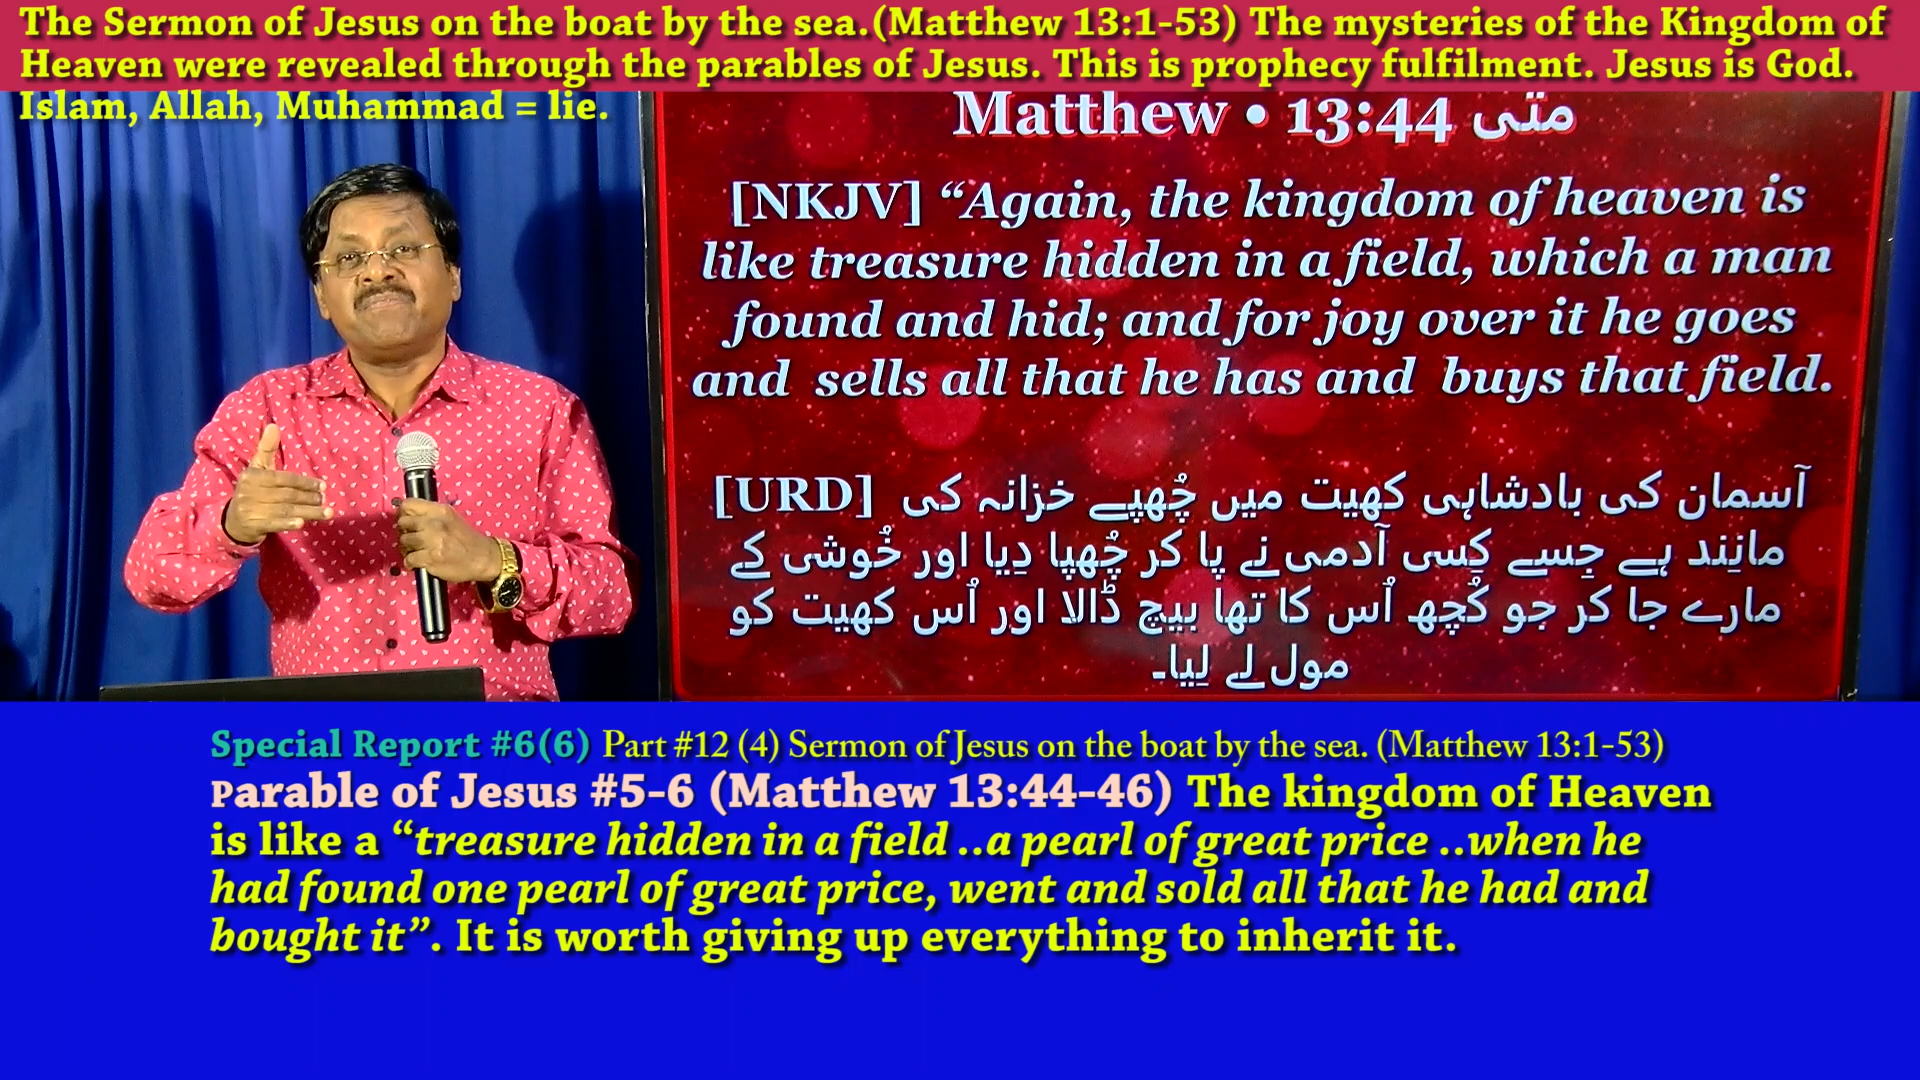 The Sermon of Jesus on the boat by the sea.(Matthew 13:1-53) The mysteries of the Kingdom of
Heaven were revealed through the parables of Jesus. This is prophecy fulfilment. Jesus is God.
Islam, Allah, Muhammad = lie.
Matthew • 13:44 متّی
[NKJV] “Again, the kingdom of heaven is
like treasure hidden in a field, which a man
found and hid; and for joy over it he goes
and sells all that he has and buys that field.
[URD] آسمان کی بادشاہی کھیت میں چُھپے خزانہ کی
مانِند ہے جِسے کِسی آدمی نے پا کر چُھپا دِیا اور خُوشی کے
مارے جا کر جو کُچھ اُس کا تھا بیچ ڈالا اور اُس کھیت کو
مول لے لِیا۔
Special Report #6(6) Part #12 (4) Sermon of Jesus on the boat by the sea. (Matthew 13:1-53)
Parable of Jesus #5-6 (Matthew 13:44-46) The kingdom of Heaven
is like a “treasure hidden in a field ..a pearl of great price ..when he
had found one pearl of great price, went and sold all that he had and
bought it”. It is worth giving up everything to inherit it.